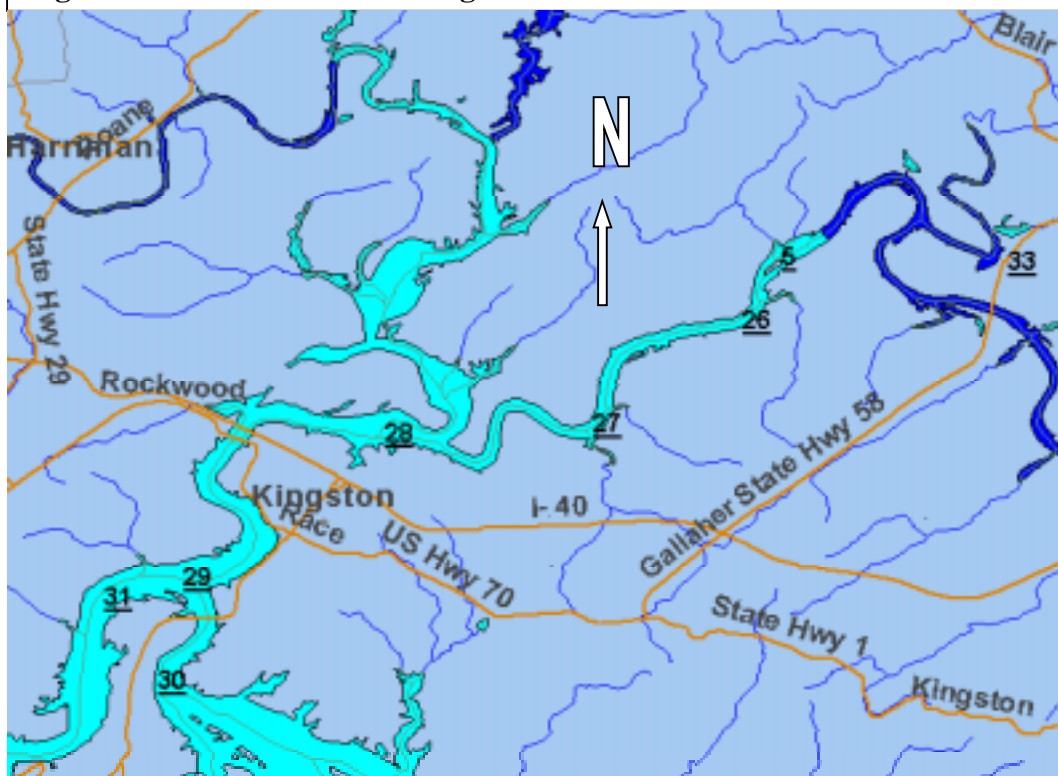 Blair
N
Roane
Harriman
5
33
State Hwy 29
26
Rockwood
27
28
Gallaher State Hwy 58
Kingston
I-40
Race
US Hwy 70
29
31
State Hwy 1
30
Kingston